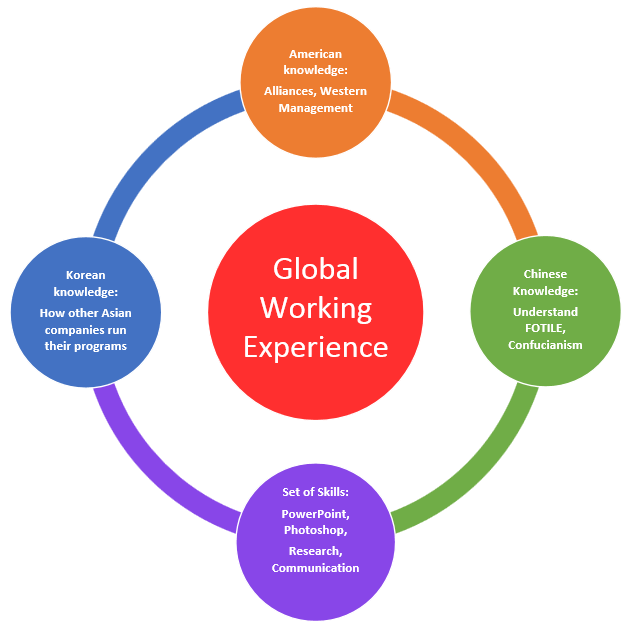 American
knowledge:
Alliances, Western
Management
Korean
knowledge:
How other Asian
companies run
their programs
Global
Working
Experience
Chinese
Knowledge:
Understand
FOTILE,
Confucianism
Set of Skills:
PowerPoint,
Photoshop,
Research,
Communication